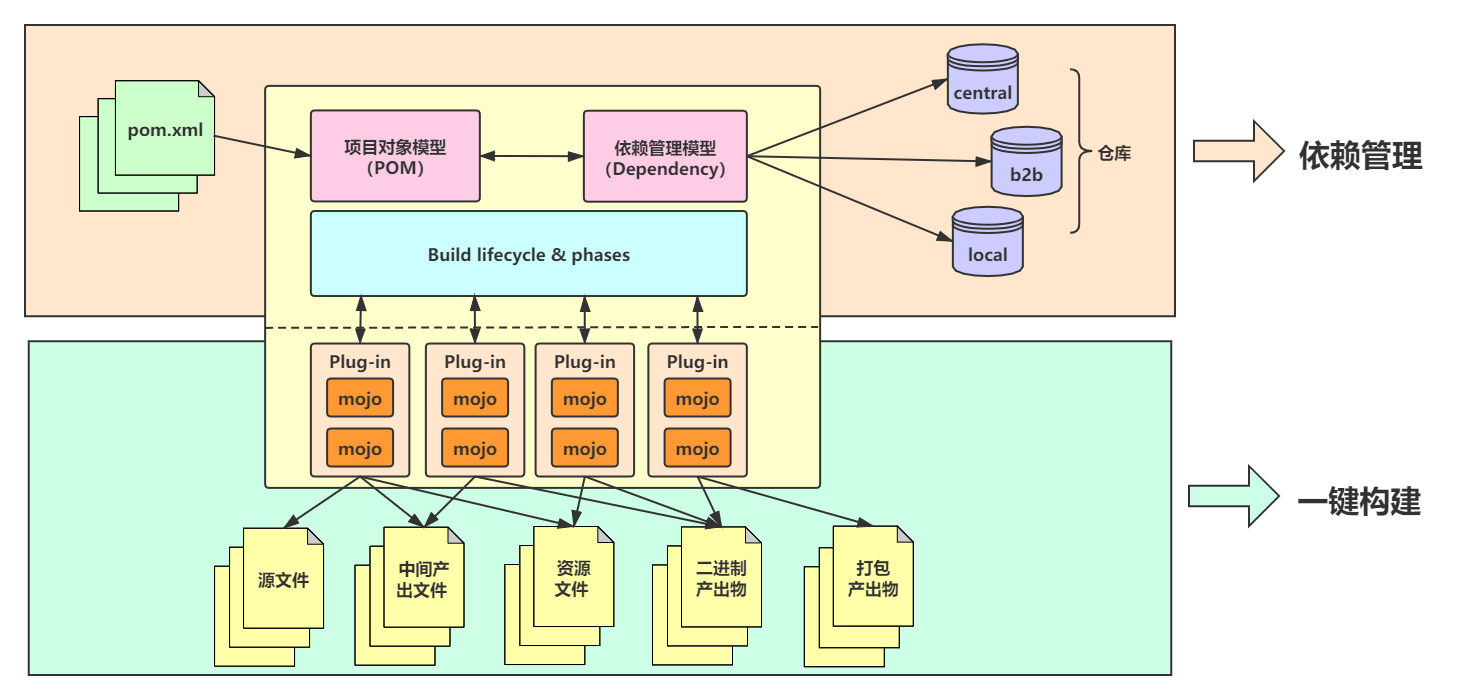 pom.xml
项目对象模型
（POM）
依赖管理模型
（Dependency）
central
b2b
local
仓库
依赖管理
Build lifecycle & phases
Plug-in
mojo
mojo
Plug-in
mojo
mojo
Plug-in
mojo
mojo
Plug-in
mojo
mojo
一键构建
源文件
中间产
出文件
资源
文件
二进制
产出物
打包
产出物